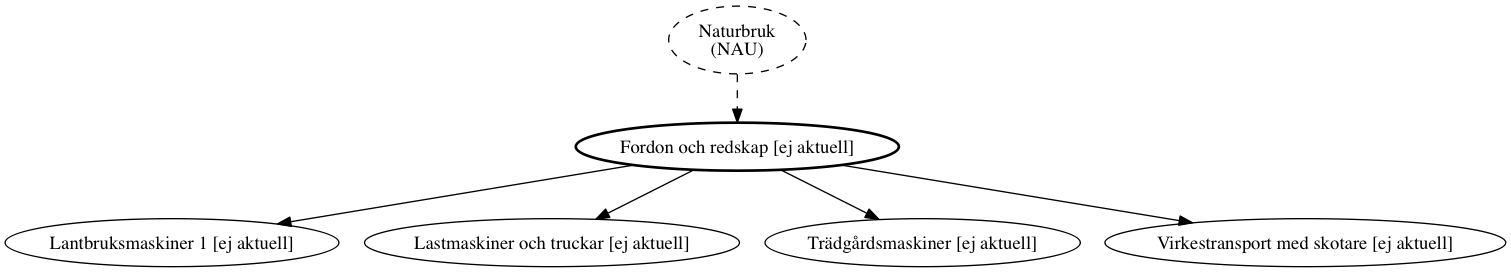 Naturbruk
(NAU)
Fordon och redskap [ej aktuell]
Lantbruksmaskiner 1 [ej aktuell]
Lastmaskiner och truckar [ej aktuell]
Trädgårdsmaskiner [ej aktuell]
Virkestransport med skotare [ej aktuell]